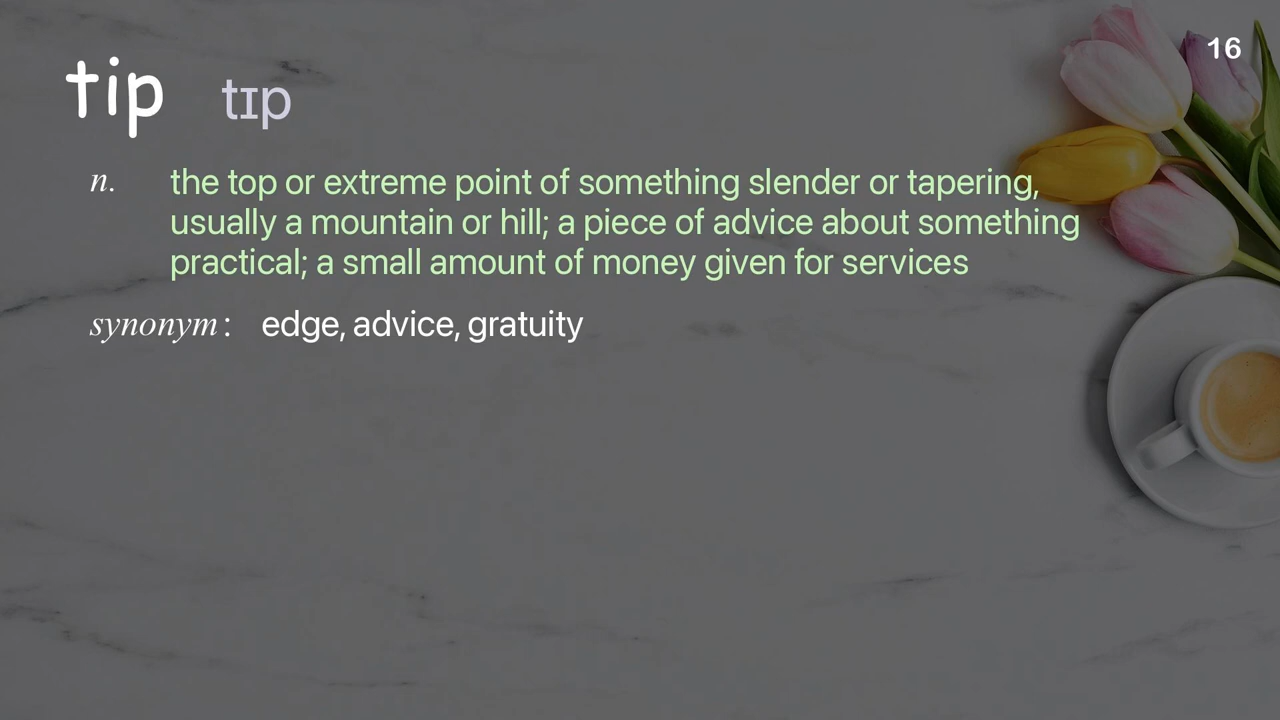 16
tip tɪp
n. the top or extreme point of something slender or tapering,
usually a mountain or hill; a piece of advice about something
practical; a small amount of money given for services
synonym: edge, advice, gratuity